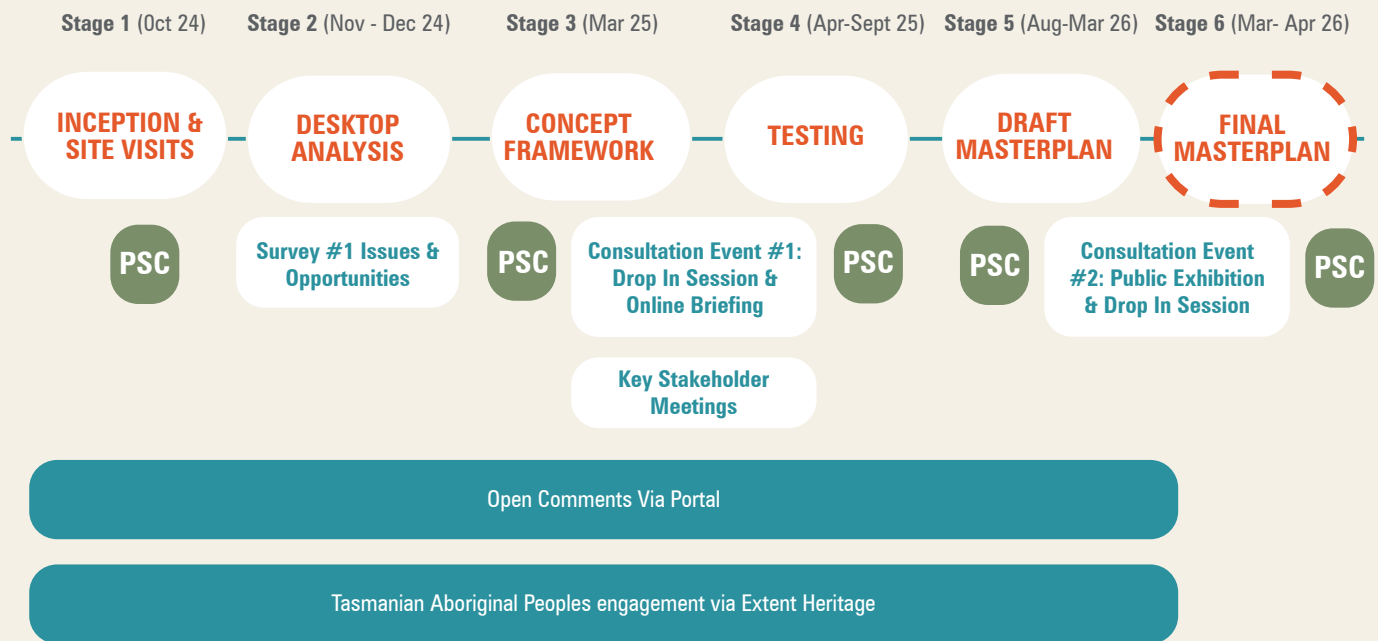 Stage 1 (Oct 24)
Stage 2 (Nov - Dec 24)
Stage 3 (Mar 25)
Stage 4 (Apr-Sept 25)
Stage 5 (Aug-Mar 26)
Stage 6 (Mar- Apr 26)
INCEPTION &
SITE VISITS
DESKTOP
ANALYSIS
CONCEPT
FRAMEWORK
TESTING
DRAFT
MASTERPLAN
FINAL
MASTERPLAN
PSC
Survey #1 Issues &
Opportunities
PSC
Consultation Event #1:
Drop In Session &
Online Briefing
PSC
PSC
Consultation Event
#2: Public Exhibition
& Drop In Session
PSC
Key Stakeholder
Meetings
Open Comments Via Portal
Tasmanian Aboriginal Peoples engagement via Extent Heritage